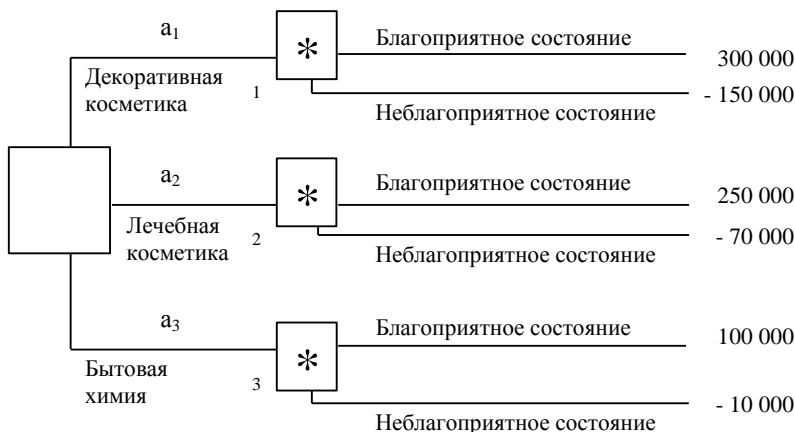 a1
* Благоприятное состояние 300 000
Декоративная
косметика 1 - 150 000
Неблагоприятное состояние
a2
* Благоприятное состояние 250 000
Лечебная
косметика 2 - 70 000
Неблагоприятное состояние
a3
* Благоприятное состояние 100 000
Бытовая
химия 3 - 10 000
Неблагоприятное состояние